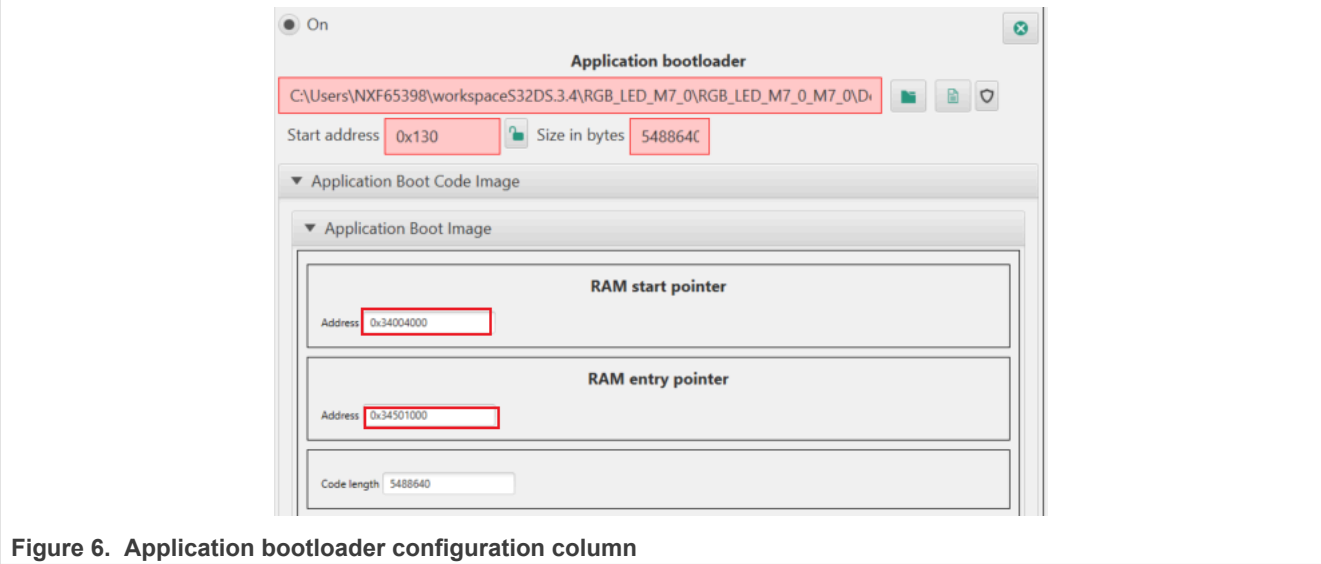 On
Application bootloader
C:\Users\NXF65398\workspaceS32DS.3.4\RGB_LED_M7_0\RGB_LED_M7_0_M7_0\D
Start address 0x130 Size in bytes 5488640
Application Boot Code Image
Application Boot Image
RAM start pointer
Address 0x34004000
RAM entry pointer
Address 0x34501000
Code length 5488640
Figure 6. Application bootloader configuration column